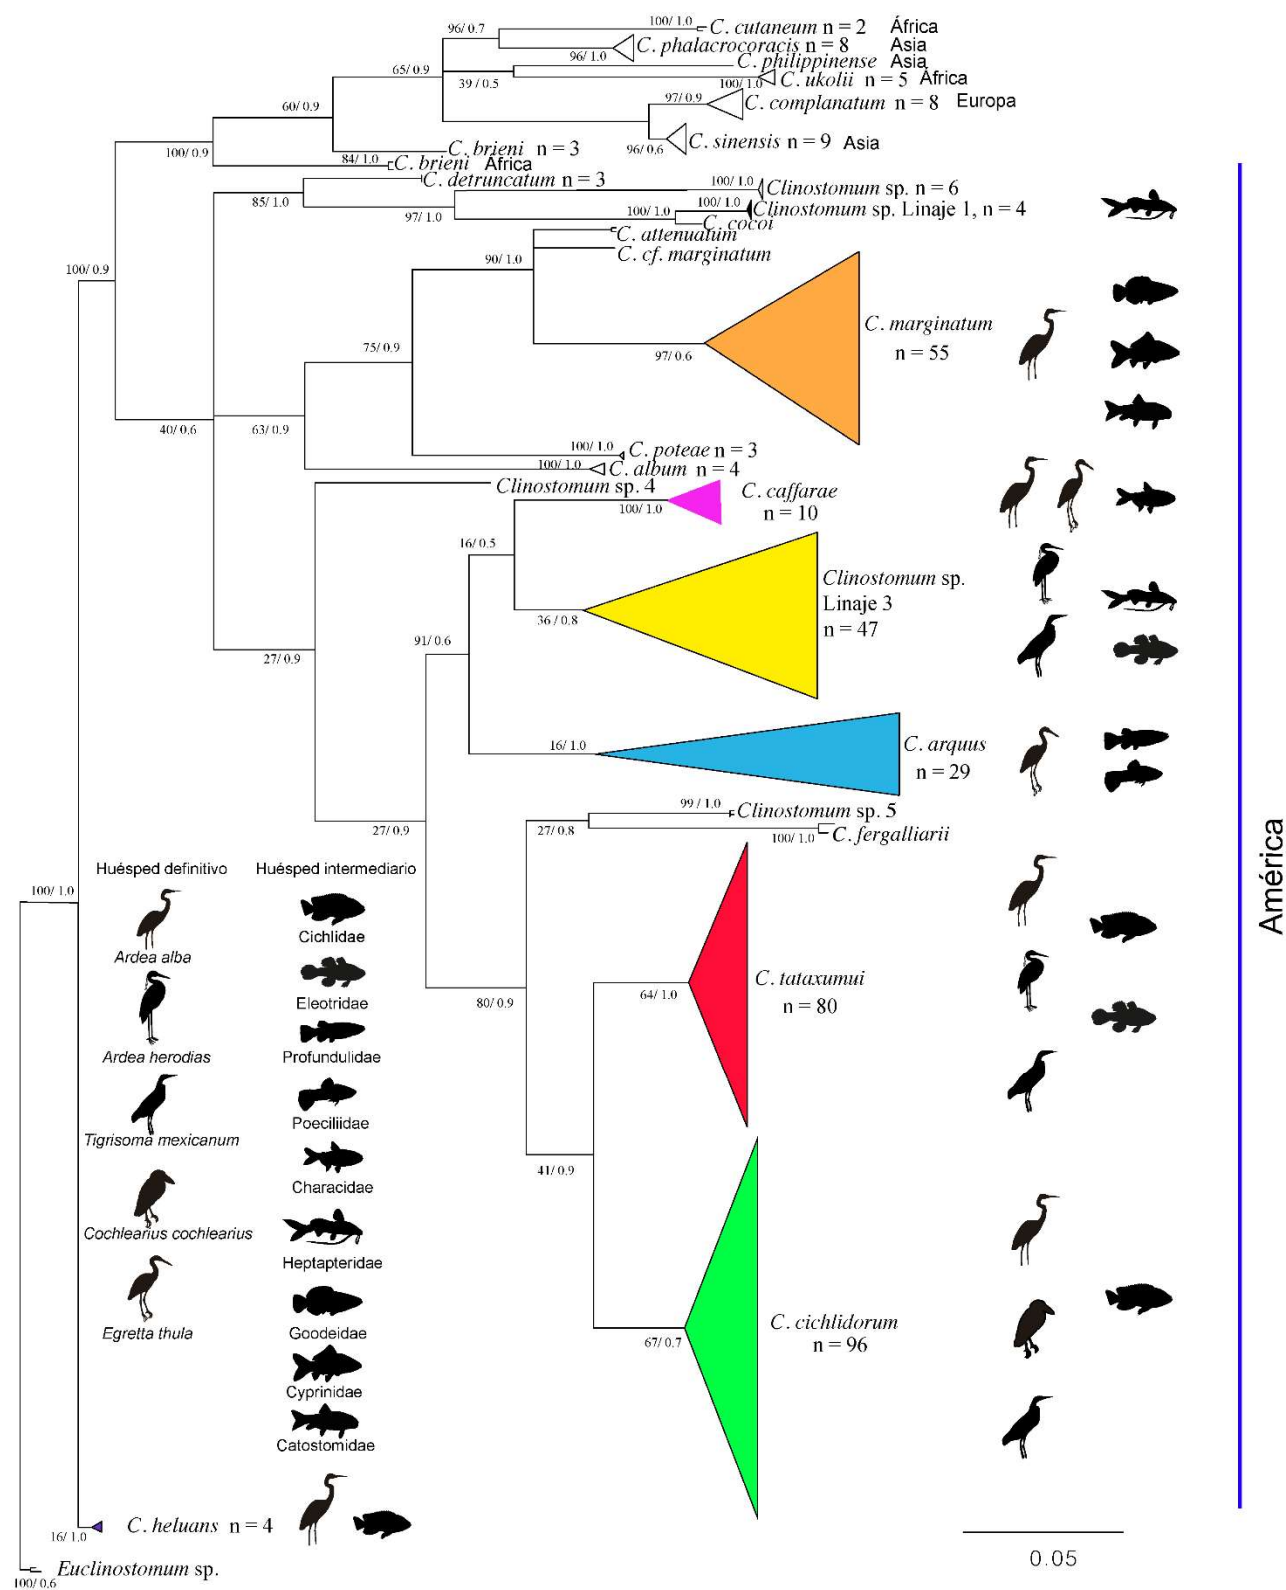 100/ 1.0
C. cutaneum n = 2 África
96/ 0.7
C. phalacrocoracis n = 8 Asia
96/ 1.0
C. philippinense Asia
65/ 0.9
39 / 0.5
100/ 1.0
C. ukolii n = 5 África
97/ 0.9
C. complanatum n = 8 Europa
60/ 0.9
96/ 0.6
C. sinensis n = 9 Asia
100/ 0.9
C. brieni n = 3
84/ 1.0
C. brieni África
C. detruncatum n = 3
85/ 1.0
100/ 1.0
Clinostomum sp. n = 6
97/ 1.0
100/ 1.0
100/ 1.0
Clinostomum sp. Linaje 1, n = 4
C. cocoi
C. attenuatum
C. cf. marginatum
90/ 1.0
100/ 0.9
C. marginatum
n = 55
75/ 0.9
97/ 0.6
40/ 0.6
63/ 0.9
100/ 1.0
C. poteae n = 3
100/ 1.0
C. album n = 4
Clinostomum sp. 4
C. caffarae
n = 10
100/ 1.0
16/ 0.5
Clinostomum sp.
Linaje 3
n = 47
36 / 0.8
91/ 0.6
27/ 0.9
16/ 1.0
C. arquus
n = 29
99 / 1.0
Clinostomum sp. 5
27/ 0.9
27/ 0.8
100/ 1.0
C. fergalliarii
América
Huésped definitivo
Huésped intermediario
100/ 1.0
Ardea alba
Ardea herodias
Tigrisoma mexicanum
Cochlearius cochlearius
Egretta thula
Cichlidae
Eleotridae
Profundulidae
Poeciliidae
Characidae
Heptapteridae
Goodeidae
Cyprinidae
Catostomidae
80/ 0.9
64/ 1.0
C. tataxumui
n = 80
41/ 0.9
67/ 0.7
C. cichlidorum
n = 96
16/ 1.0
C. heluans n = 4
0.05
100/ 0.6
Euclinostomum sp.